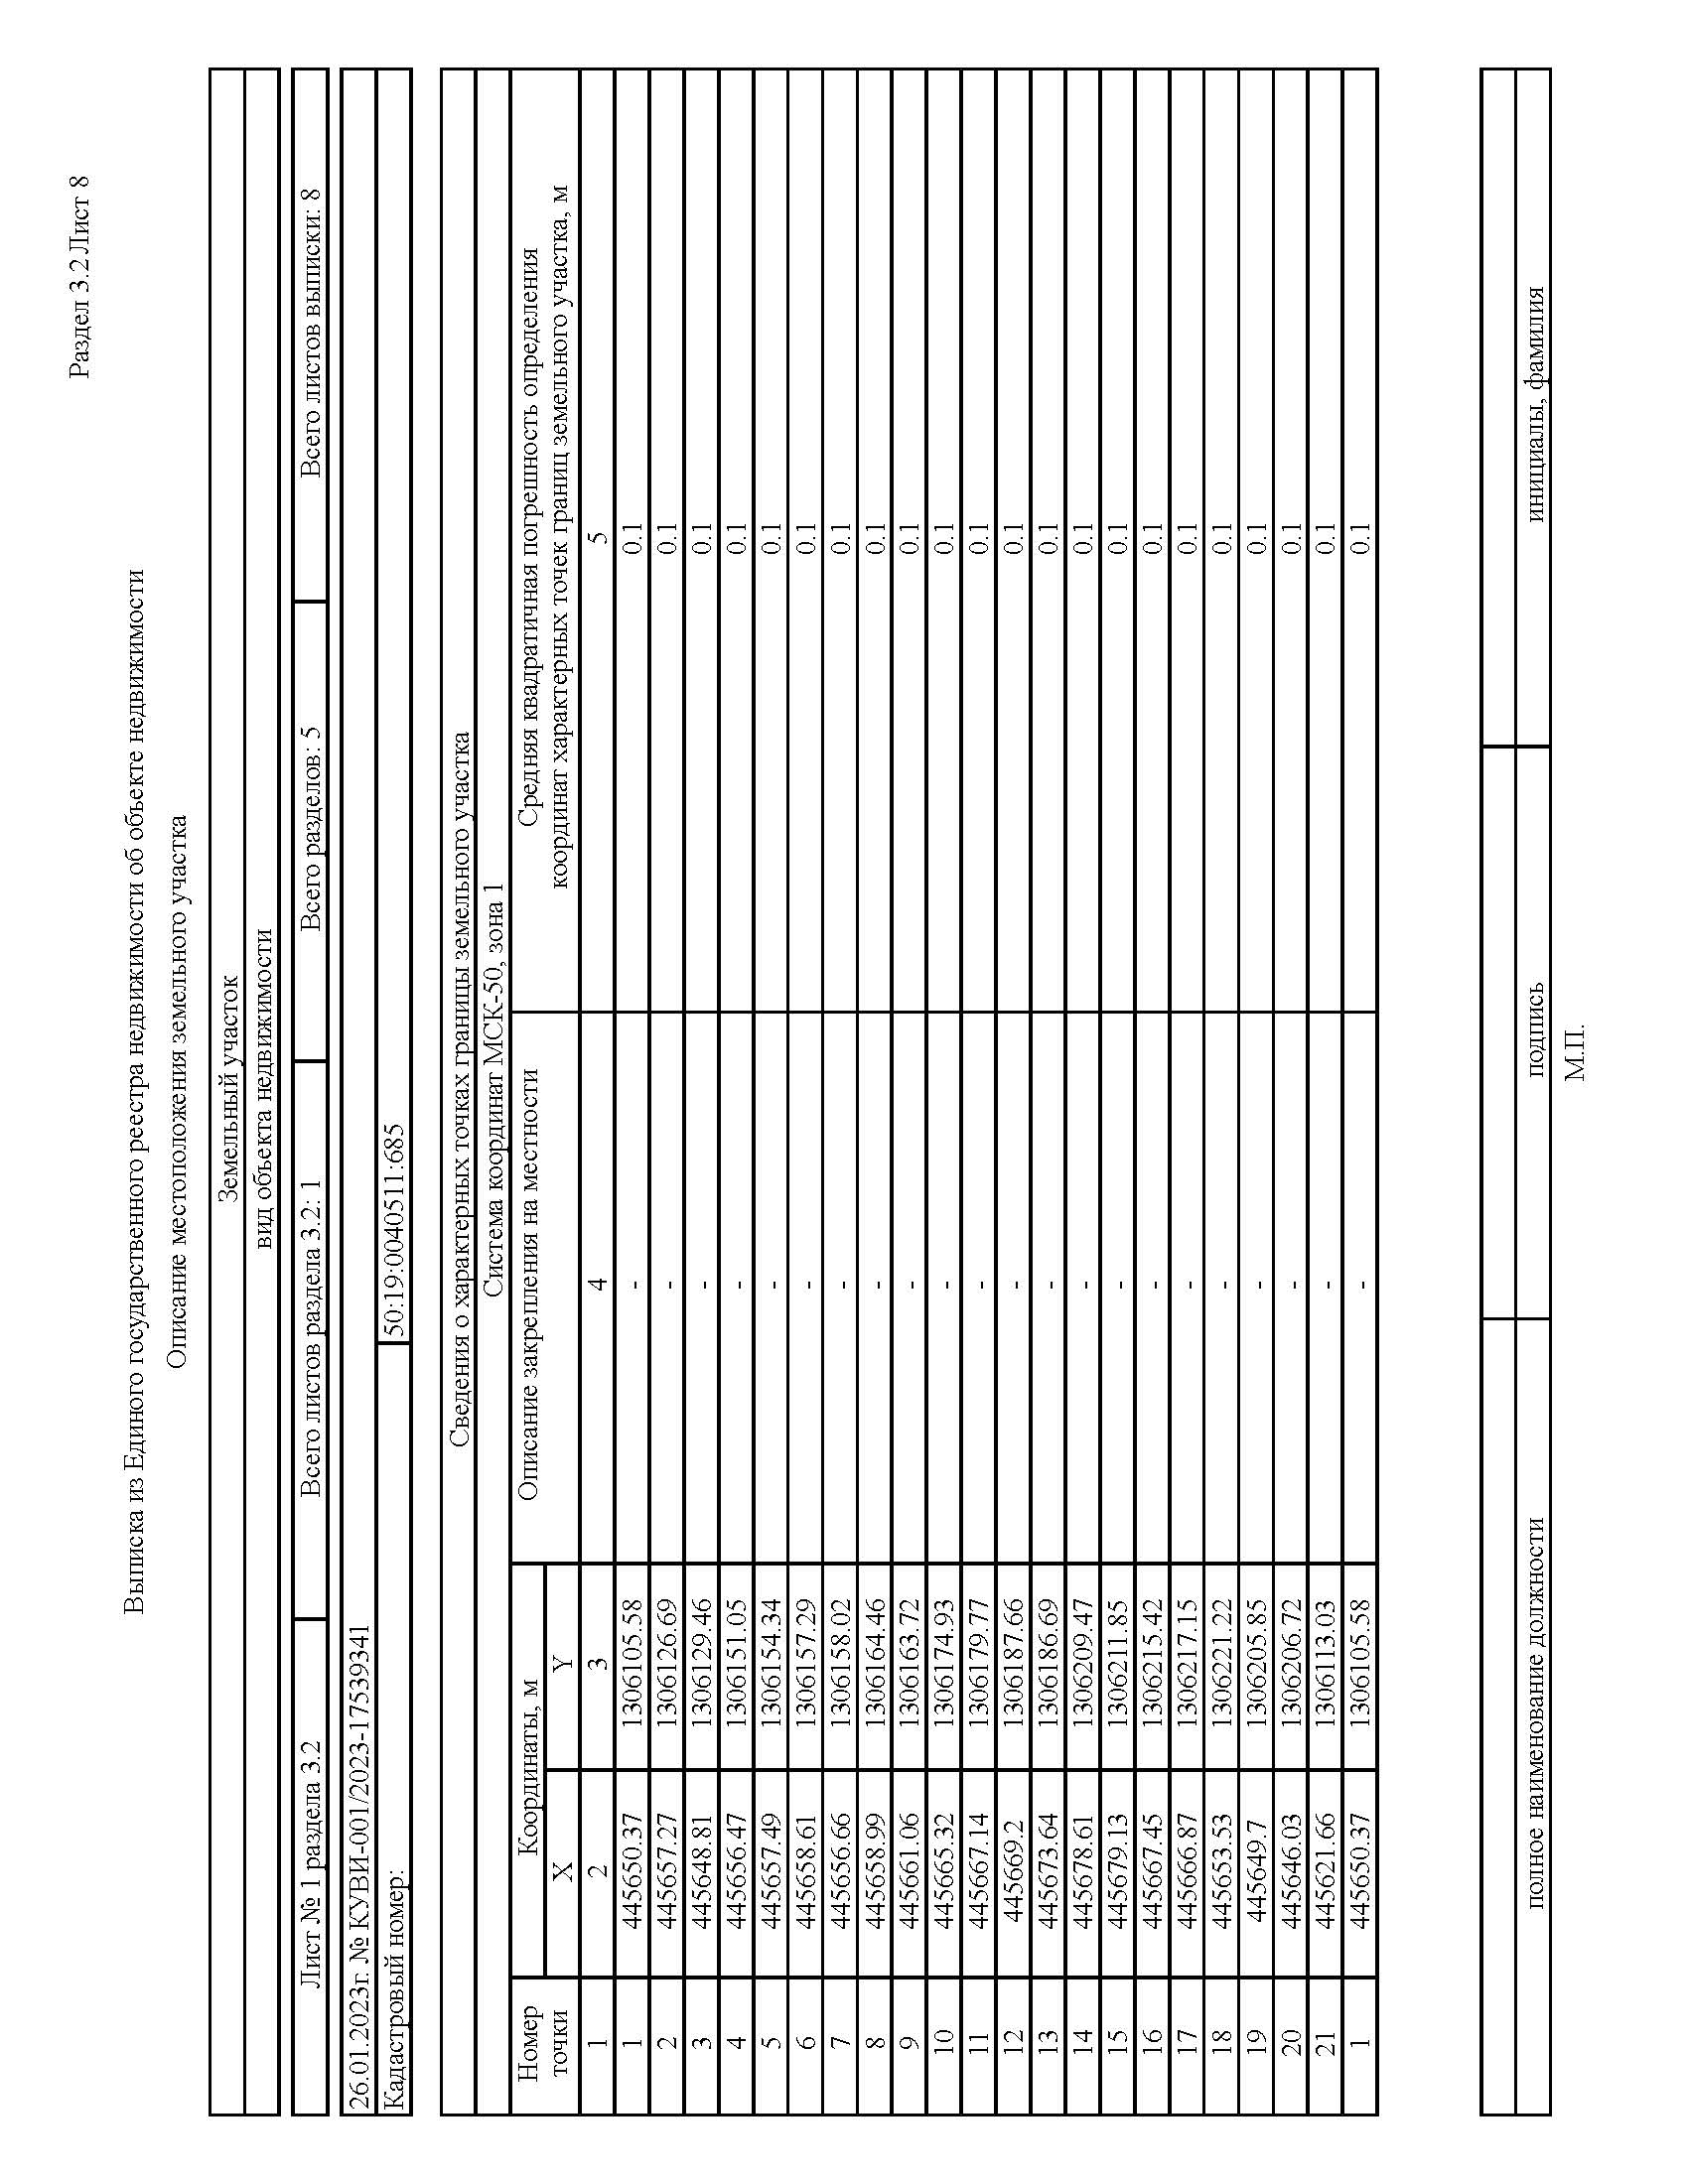 Раздел 3.2 Лист 8
Выписка из Единого государственного реестра недвижимости об объекте недвижимости
Описание местоположения земельного участка
Земельный участок
вид объекта недвижимости
Лист № 1 раздела 3.2 Всего листов раздела 3.2: 1 Всего разделов: 5 Всего листов выписки: 8
26.01.2023г. № КУВИ-001/2023-17539341
Кадастровый номер: 50:19:0040511:685
Сведения о характерных точках границы земельного участка
Система координат МСК-50, зона 1
Номер точки Координаты, м Описание закрепления на местности Средняя квадратичная погрешность определения
координат характерных точек границ земельного участка, м
X Y
1 2 3 4 5
1 445650.37 1306105.58 - 0.1
2 445657.27 1306126.69 - 0.1
3 445648.81 1306129.46 - 0.1
4 445656.47 1306151.05 - 0.1
5 445657.49 1306154.34 - 0.1
6 445658.61 1306157.29 - 0.1
7 445656.66 1306158.02 - 0.1
8 445658.99 1306164.46 - 0.1
9 445661.06 1306163.72 - 0.1
10 445665.32 1306174.93 - 0.1
11 445667.14 1306179.77 - 0.1
12 445669.2 1306187.66 - 0.1
13 445673.64 1306186.69 - 0.1
14 445678.61 1306209.47 - 0.1
15 445679.13 1306211.85 - 0.1
16 445667.45 1306215.42 - 0.1
17 445666.87 1306217.15 - 0.1
18 445653.53 1306221.22 - 0.1
19 445649.7 1306205.85 - 0.1
20 445646.03 1306206.72 - 0.1
21 445621.66 1306113.03 - 0.1
1 445650.37 1306105.58 - 0.1
полное наименование должности подпись инициалы, фамилия
М.П.